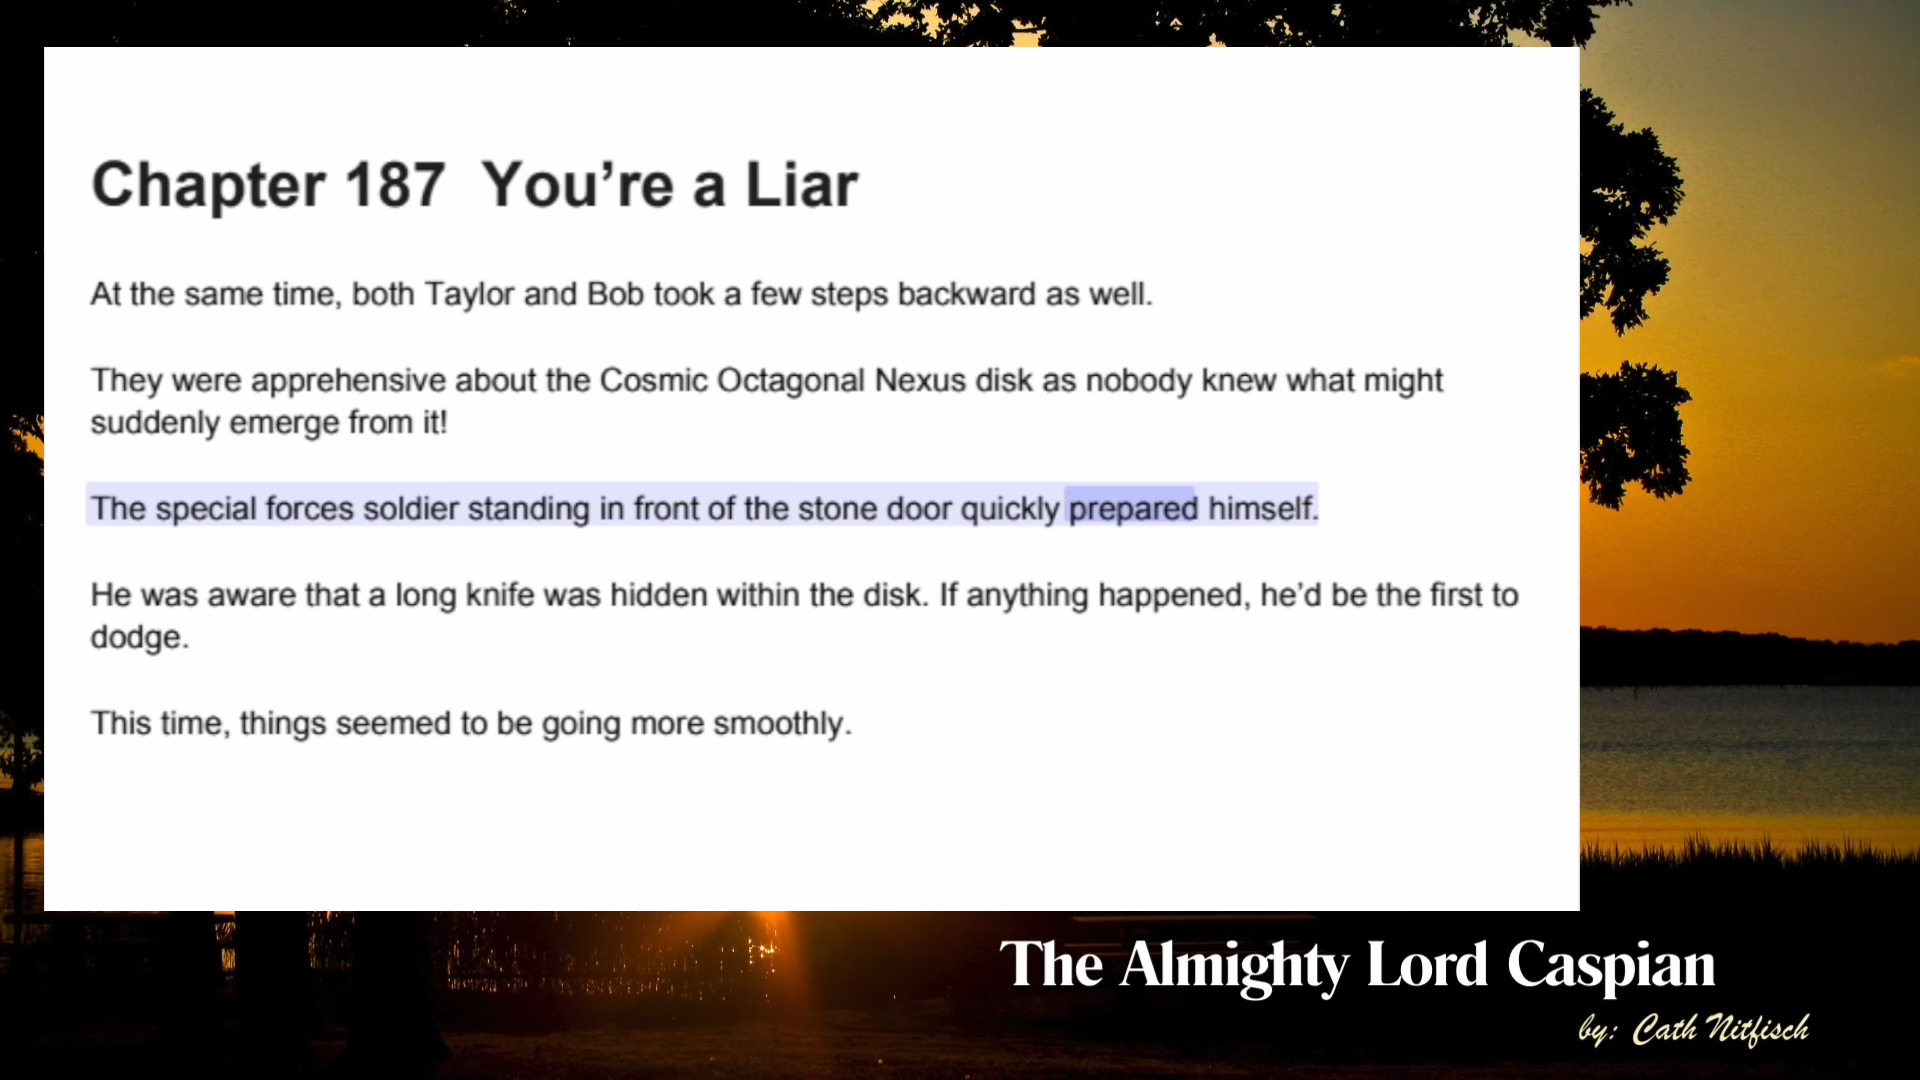 Chapter 187 You’re a Liar
At the same time, both Taylor and Bob took a few steps backward as well.
They were apprehensive about the Cosmic Octagonal Nexus disk as nobody knew what might
suddenly emerge from it!
The special forces soldier standing in front of the stone door quickly prepared himself.
He was aware that a long knife was hidden within the disk. If anything happened, he’d be the first to
dodge.
This time, things seemed to be going more smoothly.
The Almighty Lord Caspian
by: Cath Nitfisch